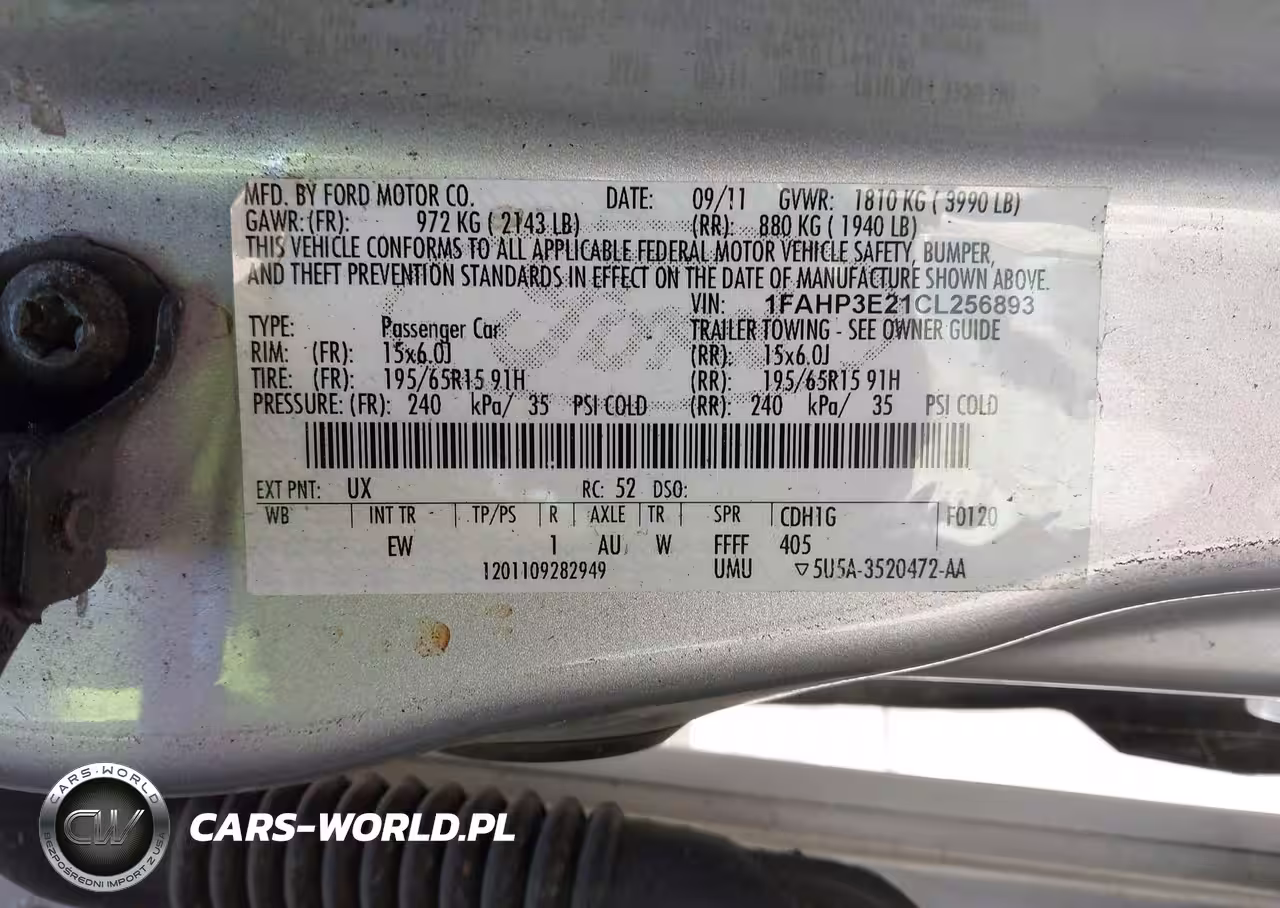 MFD. BY FORD MOTOR CO. DATE: 09/11 GVWR: 1810 KG ( 3990 LB)
GAWR: (FR): 972 KG ( 2143 LB) (RR): 880 KG ( 1940 LB)
THIS VEHICLE CONFORMS TO ALL APPLICABLE FEDERAL MOTOR VEHICLE SAFETY, BUMPER,
AND THEFT PREVENTION STANDARDS IN EFFECT ON THE DATE OF MANUFACTURE SHOWN ABOVE.
VIN: 1FAHP3E21CL256893
TYPE: Passenger Car TRAILER TOWING - SEE OWNER GUIDE
RIM: (FR): 15x6.0J (RR): 15x6.0J
TIRE: (FR): 195/65R15 91H (RR): 195/65R15 91H
PRESSURE: (FR): 240 kPa/ 35 PSI COLD (RR): 240 kPa/ 35 PSI COLD
EXT PNT: UX RC: 52 DSO:
WB INT TR TP/PS R AXLE TR SPR CDH1G F0120
EW 1 AU W FFFF 405
1201109282949 UMU ▽5U5A-3520472-AA
CARS-WORLD
CW
BEZPOŚREDNI IMPORT Z USA
CARS-WORLD.PL